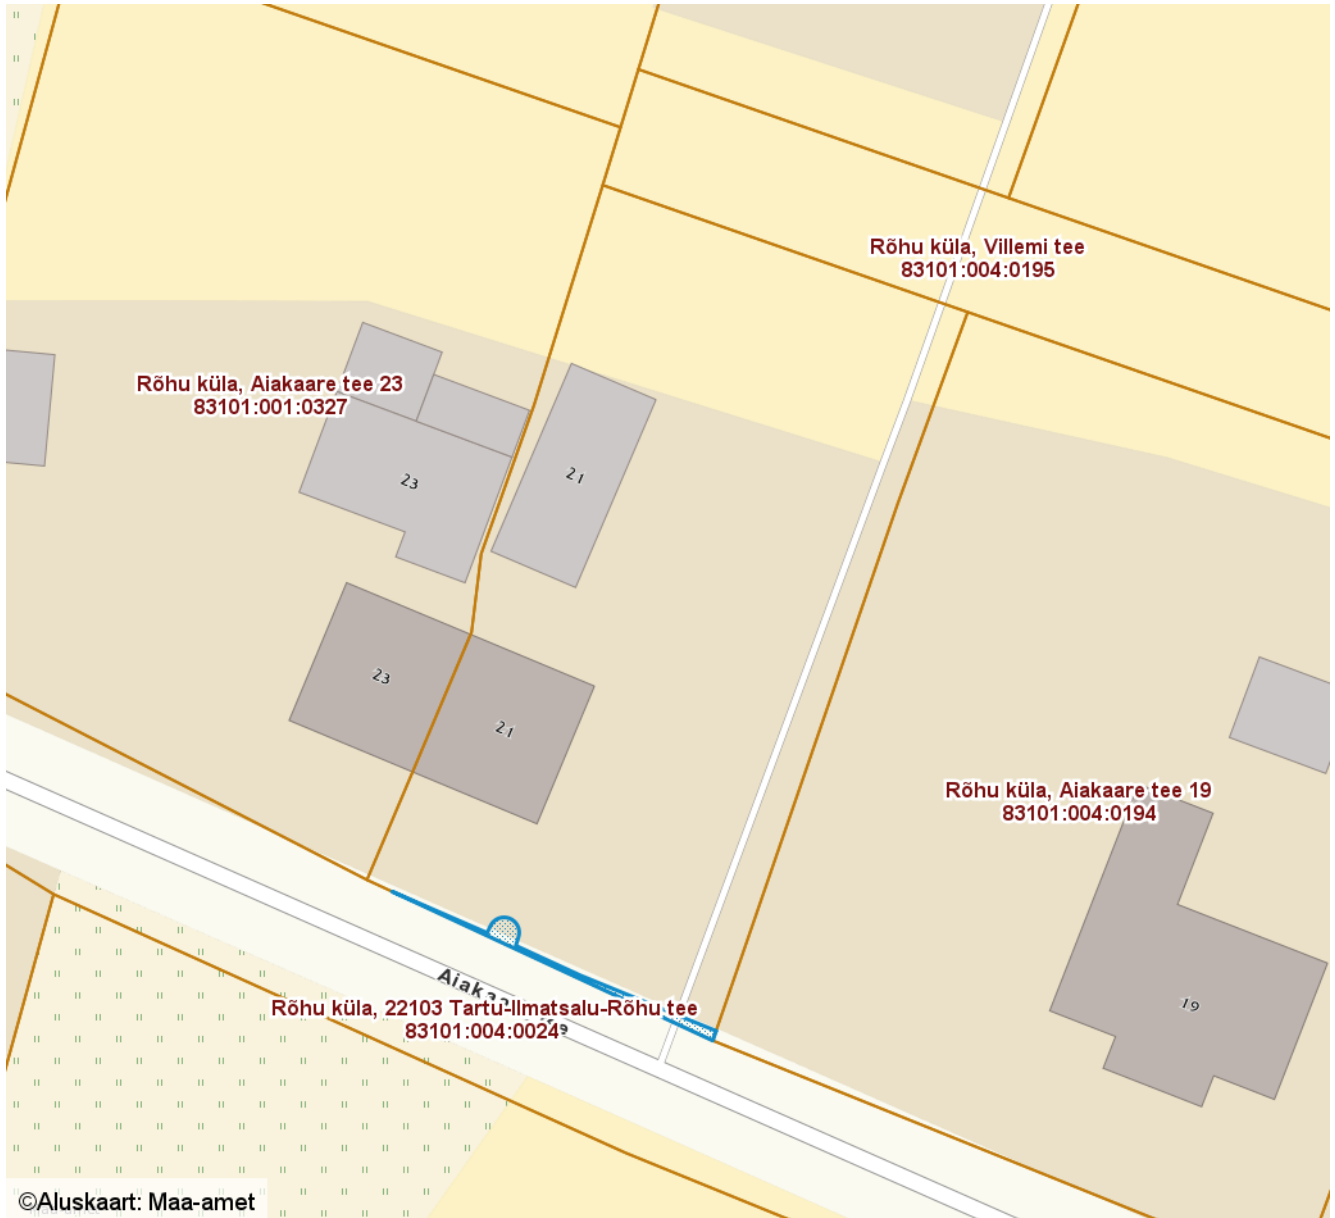 Rõhu küla, Villemi tee
83101:004:0195
Rõhu küla, Aiakaare tee 23
83101:001:0327
23
21
23
21
Rõhu küla, Aiakaare tee 19
83101:004:0194
19
Rõhu küla, 22103 Tartu-Ilmatsalu-Rõhu tee
83101:004:0024
©Aluskaart: Maa-amet